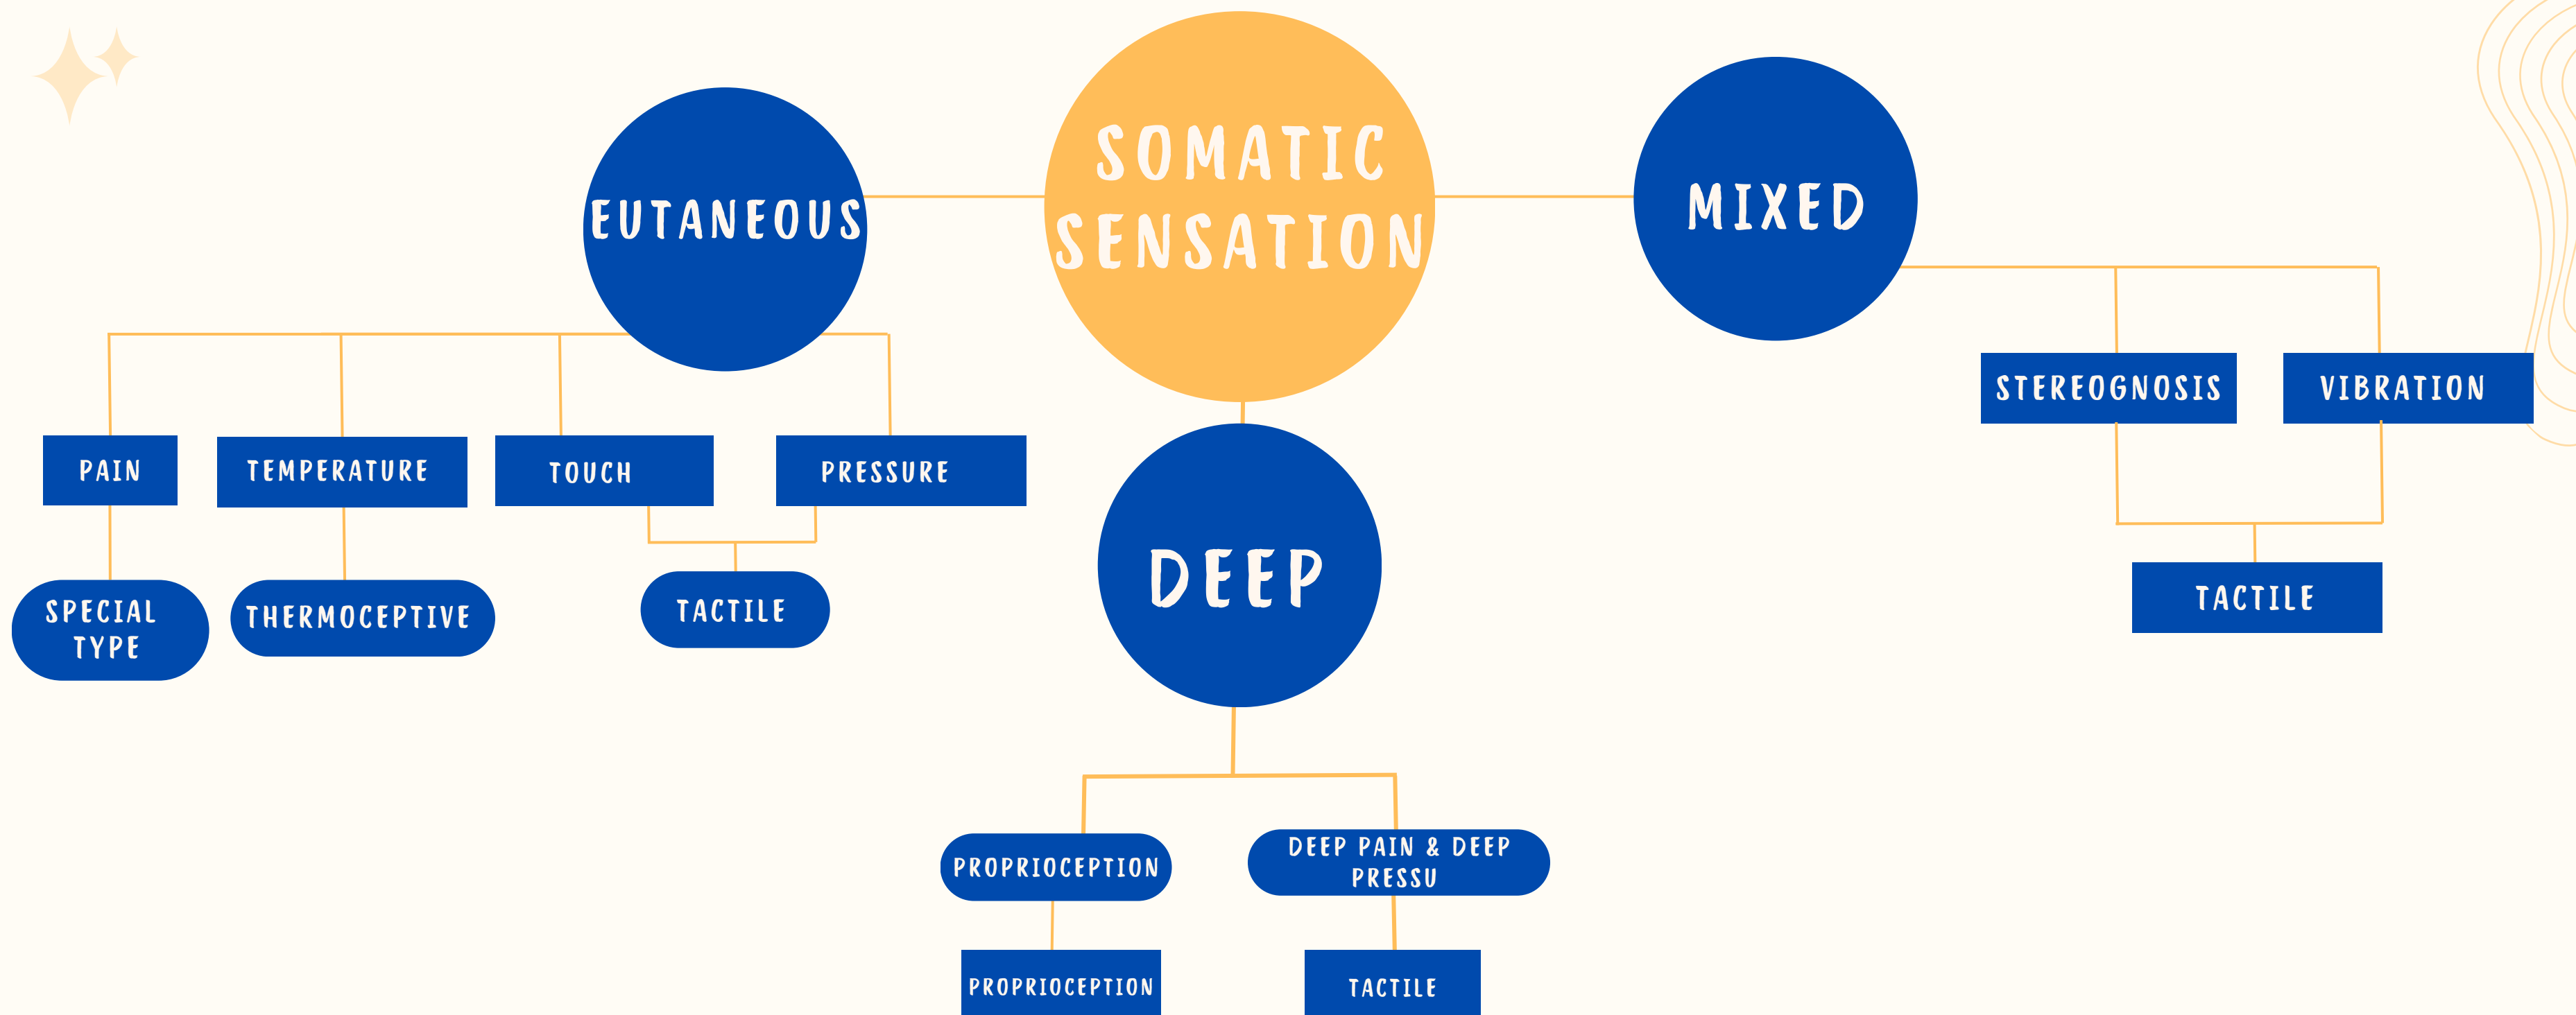 SOMATIC
SENSATION
EUTANEOUS
MIXED
STEREOGNOSIS
VIBRATION
PAIN
TEMPERATURE
TOUCH
PRESSURE
DEEP
SPECIAL
TYPE
THERMOCEPTIVE
TACTILE
TACTILE
PROPRIOCEPTION
DEEP PAIN & DEEP
PRESSU
PROPRIOCEPTION
TACTILE